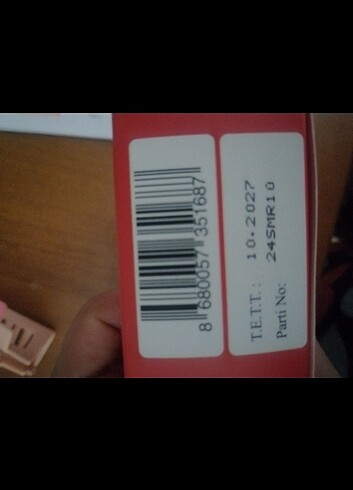 8 680057 351687
T.E.T.T. : 10.2027
Parti No: 24SMR10